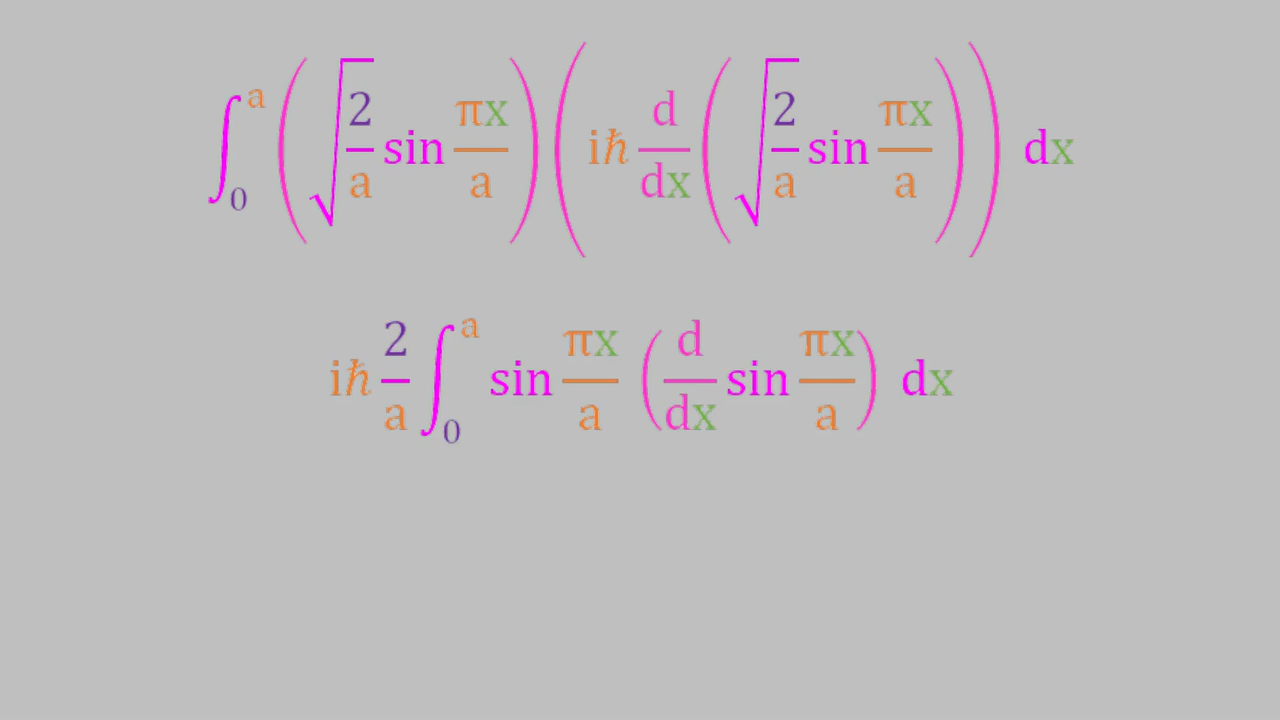 ∫₀ᵃ (√(2/a) sin πx/a) (iħ d/dx (√(2/a) sin πx/a)) dx
iħ 2/a ∫₀ᵃ sin πx/a (d/dx sin πx/a) dx